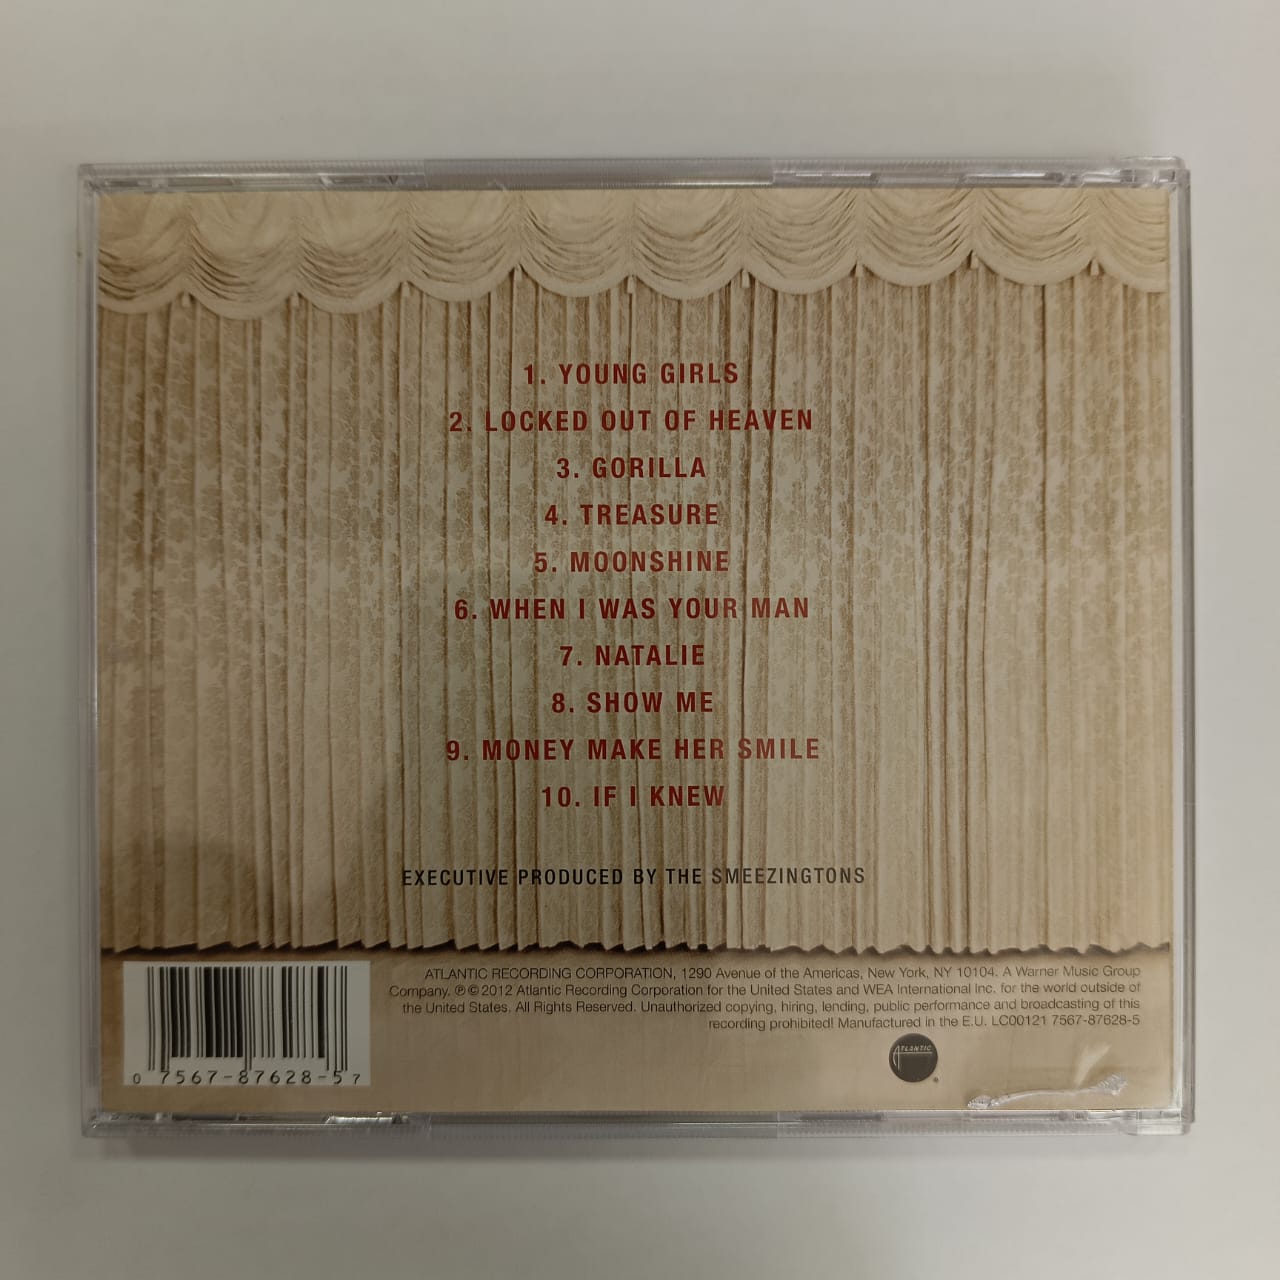 1. YOUNG GIRLS
2. LOCKED OUT OF HEAVEN
3. GORILLA
4. TREASURE
5. MOONSHINE
6. WHEN I WAS YOUR MAN
7. NATALIE
8. SHOW ME
9. MONEY MAKE HER SMILE
10. IF I KNEW
EXECUTIVE PRODUCED BY THE SMEEZINGTONS
ATLANTIC RECORDING CORPORATION, 1290 Avenue of the Americas, New York, NY 10104. A Warner Music Group
Company. ℗ © 2012 Atlantic Recording Corporation for the United States and WEA International Inc. for the world outside of
the United States. All Rights Reserved. Unauthorized copying, hiring, lending, public performance and broadcasting of this
recording prohibited! Manufactured in the E.U. LC00121 7567-87628-5
ATLANTIC
0 7567-87628-5 7